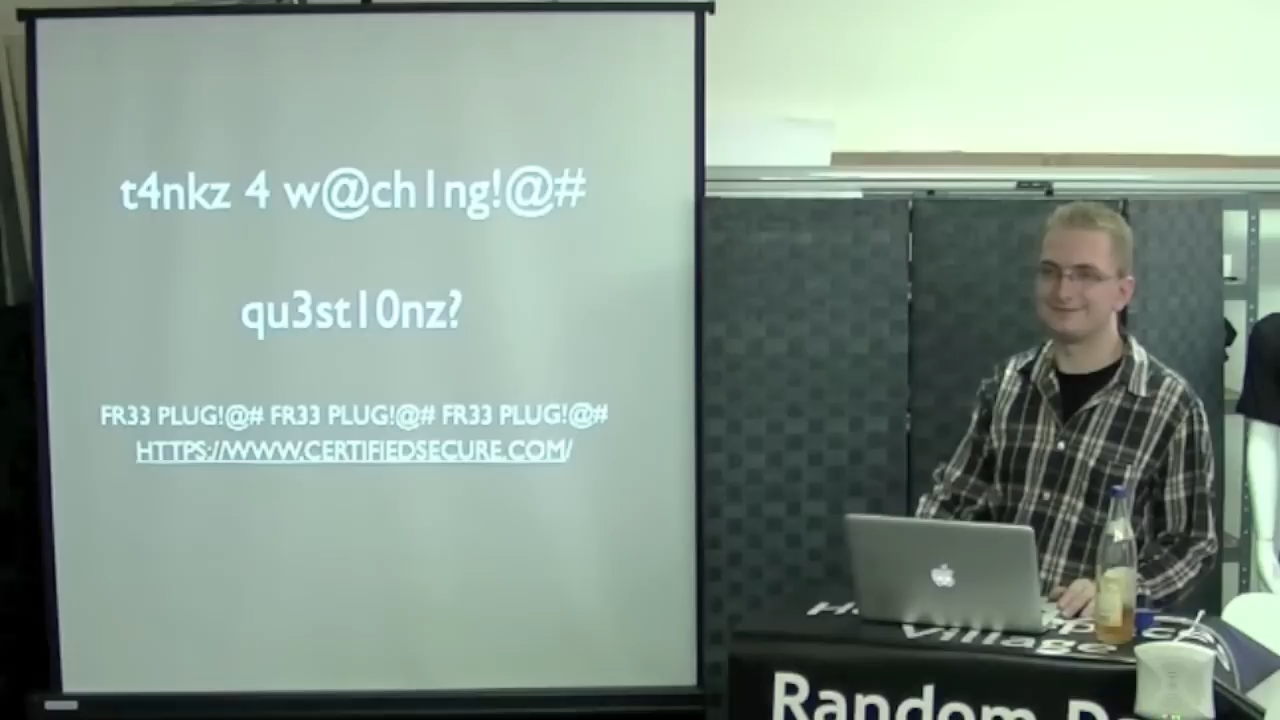 t4nkz 4 w@ch1ng!@#
qu3st10nz?
FR33 PLUG!@# FR33 PLUG!@# FR33 PLUG!@#
HTTPS://WWW.CERTIFIEDSECURE.COM/
Village
Random